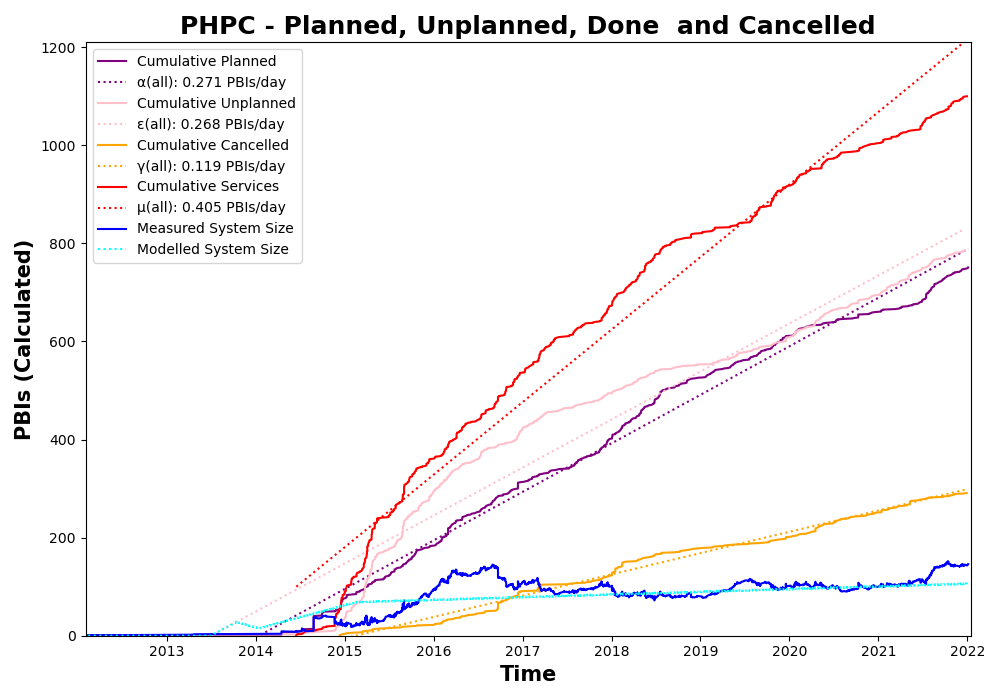 PHPC - Planned, Unplanned, Done  and Cancelled
PBIs (Calculated)
1200
1000
800
600
400
200
0
Cumulative Planned
α(all): 0.271 PBIs/day
Cumulative Unplanned
ε(all): 0.268 PBIs/day
Cumulative Cancelled
γ(all): 0.119 PBIs/day
Cumulative Services
μ(all): 0.405 PBIs/day
Measured System Size
Modelled System Size
2013 2014 2015 2016 2017 2018 2019 2020 2021 2022
Time